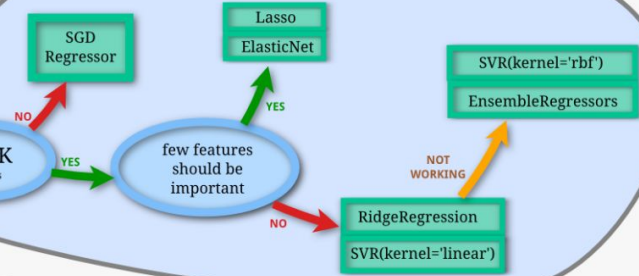 SGD
Regressor
NO
K
YES
few features
should be
important
Lasso
ElasticNet
YES
NO
RidgeRegression
SVR(kernel='linear')
NOT
WORKING
SVR(kernel='rbf')
EnsembleRegressors